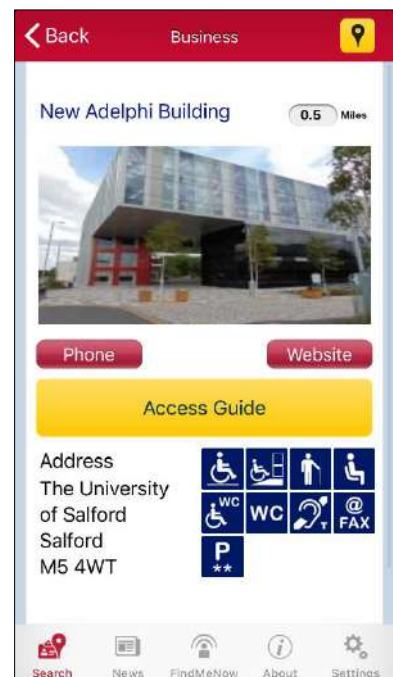 Back
Business
New Adelphi Building
0.5 Miles
Phone
Website
Access Guide
Address
The University
of Salford
Salford
M5 4WT
WC
WC
T
@
FAX
P
**
Search
News
FindMeNow
About
Settings